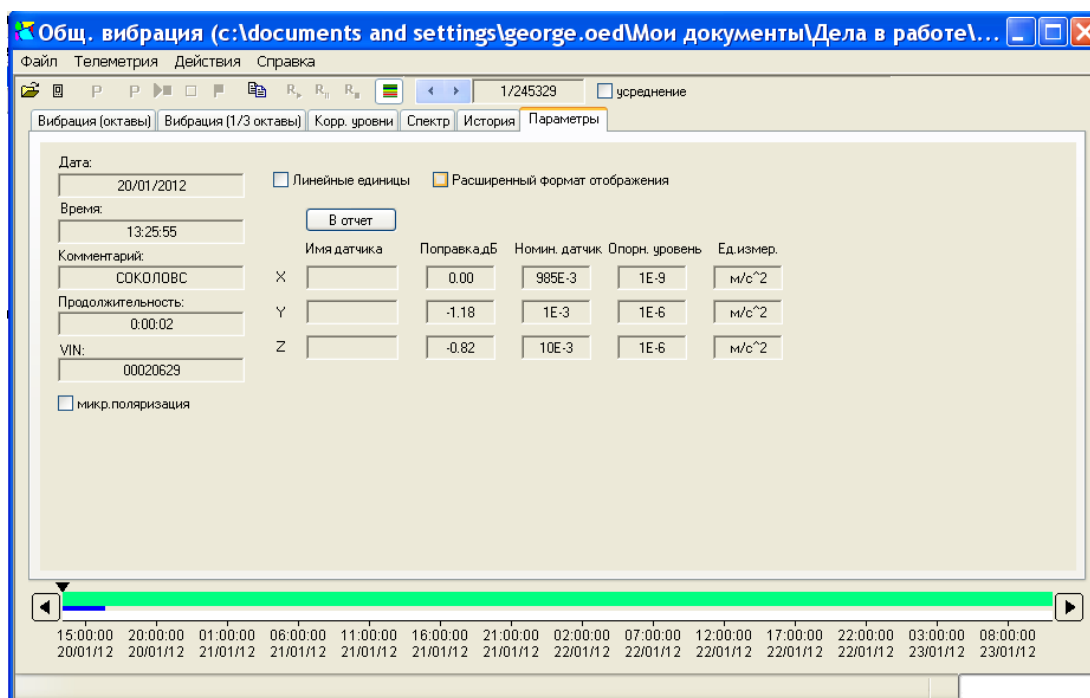 Общ. вибрация (c:\documents and settings\george.oed\Мои документы\Дела в работе\...
Файл Телеметрия Действия Справка
P P R R R 1/245329 усреднение
Вибрация (октавы) Вибрация (1/3 октавы) Корр. уровни Спектр История Параметры
Дата:
20/01/2012
Линейные единицы Расширенный формат отображения
Время:
13:25:55
В отчет
Комментарий:
СОКОЛОВС
Продолжительность:
0:00:02
VIN:
00020629
микр.поляризация
Имя датчика Поправка,дБ Номин. датчик Опорн. уровень Ед.измер.
X 0.00 985E-3 1E-9 м/с^2
Y -1.18 1E-3 1E-6 м/с^2
Z -0.82 10E-3 1E-6 м/с^2
15:00:00 20:00:00 01:00:00 06:00:00 11:00:00 16:00:00 21:00:00 02:00:00 07:00:00 12:00:00 17:00:00 22:00:00 03:00:00 08:00:00
20/01/12 20/01/12 21/01/12 21/01/12 21/01/12 21/01/12 21/01/12 22/01/12 22/01/12 22/01/12 22/01/12 22/01/12 23/01/12 23/01/12